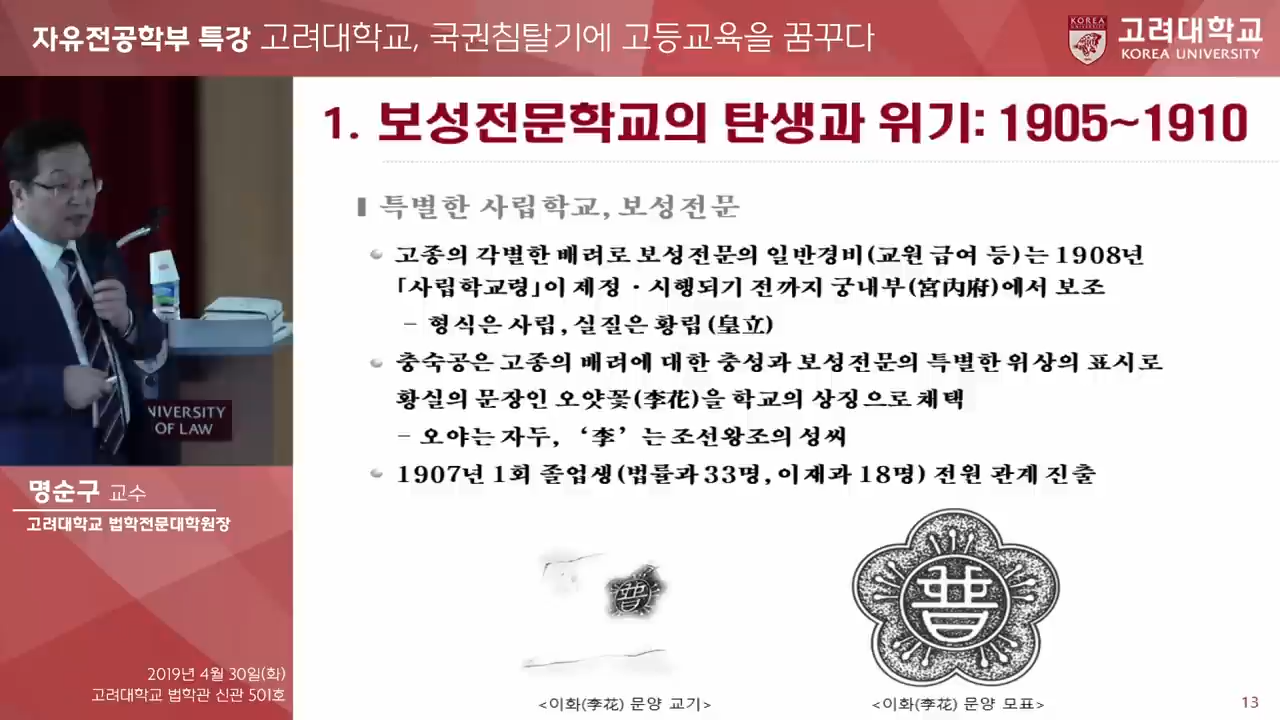 자유전공학부 특강 고려대학교, 국권침탈기에 고등교육을 꿈꾸다
KOREA
고려대학교
KOREA UNIVERSITY
1. 보성전문학교의 탄생과 위기: 1905~1910
특별한 사립학교, 보성전문
고종의 각별한 배려로 보성전문의 일반경비(교원 급여 등)는 1908년
「사립학교령」이 제정·시행되기 전까지 궁내부(宮內府)에서 보조
- 형식은 사립, 실질은 황립(皇立)
충숙공은 고종의 배려에 대한 충성과 보성전문의 특별한 위상의 표시로
황실의 문장인 오얏꽃(李花)을 학교의 상징으로 채택
- 오야는 자두, ‘李’는 조선왕조의 성씨
1907년 1회 졸업생(법률과 33명, 이재과 18명) 전원 관계 진출
NIVERSITY
OF LAW
명순구 교수
고려대학교 법학전문대학원장
2019년 4월 30일(화)
고려대학교 법학관 신관 501호
<이화(李花) 문양 교기>
<이화(李花) 문양 모표>
13